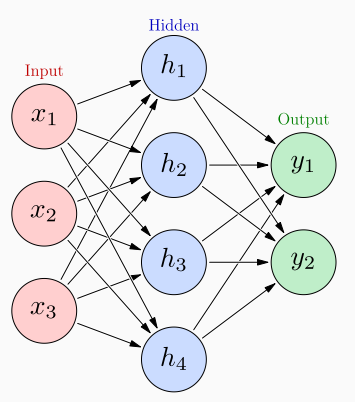 Hidden
Input
Output
x₁
x₂
x₃
h₁
h₂
h₃
h₄
y₁
y₂